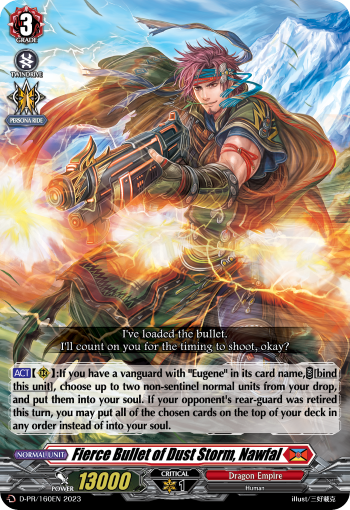 3
GRADE
TWINDRIVE
PERSONA RIDE
I've loaded the bullet.
I'll count on you for the timing to shoot, okay?
ACT [ ]:If you have a vanguard with "Eugene" in its card name, [bind
this unit], choose up to two non-sentinel normal units from your drop,
and put them into your soul. If your opponent's rear-guard was retired
this turn, you may put all of the chosen cards on the top of your deck in
any order instead of into your soul.
NORMAL UNIT
Fierce Bullet of Dust Storm, Nawfal
POWER 13000 CRITICAL 1 Dragon Empire
Human
D-PR/160EN 2023 illust/三好載克